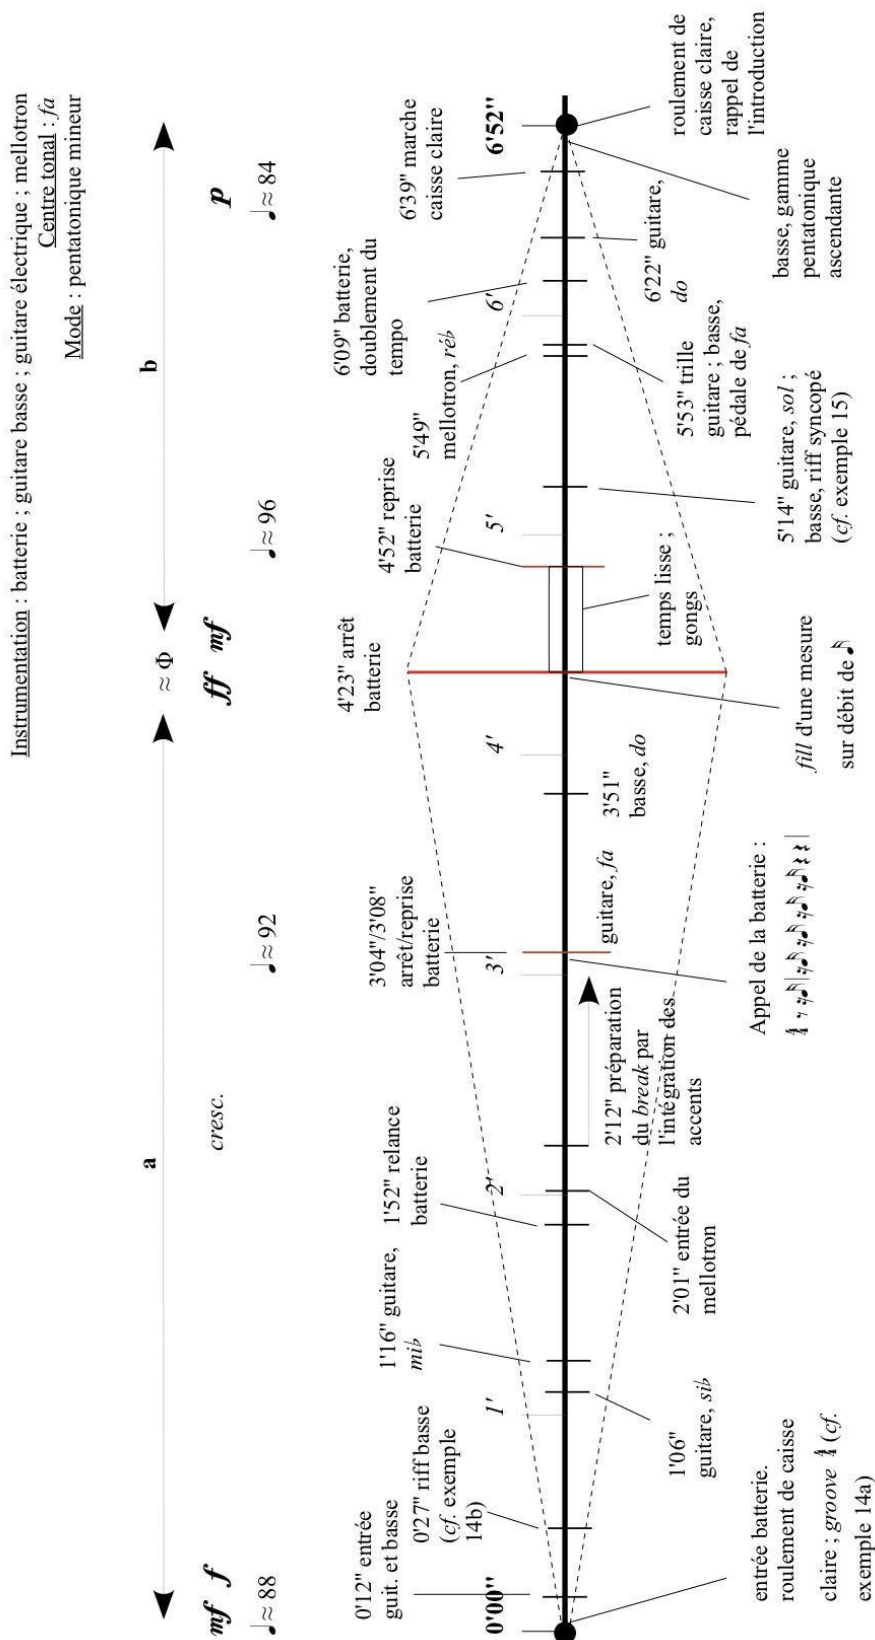 Instrumentation : batterie ; guitare basse ; guitare électrique ; mellotron
Centre tonal : fa
Mode : pentatonique mineur
a
≈ Φ
b
mf f
cresc.
ff mf
p
♩≈ 88
♩≈ 92
♩≈ 96
♩≈ 84
0'12" entrée
guit. et basse
0'27" riff basse
(cf. exemple
14b)
1'16" guitare,
mi♭
1'52" relance
batterie
3'04"/3'08"
arrêt/reprise
batterie
4'23" arrêt
batterie
4'52" reprise
batterie
5'49"
mellotron, ré♭
6'09" batterie,
doublement du
tempo
6'39" marche
caisse claire
0'00"
1'
2'
3'
4'
5'
6'
6'52"
entrée batterie.
roulement de caisse
claire ; groove 4/4 (cf.
exemple 14a)
1'06"
guitare, si♭
2'01" entrée du
mellotron
2'12" préparation
du break par
l'intégration des
accents
guitare, fa
Appel de la batterie :
3'51"
basse, do
fill d'une mesure
sur débit de
temps lisse ;
gongs
5'14" guitare, sol ;
basse, riff syncopé
(cf. exemple 15)
5'53" trille
guitare ; basse,
pédale de fa
6'22" guitare,
do
basse, gamme
pentatonique
ascendante
roulement de
caisse claire,
rappel de
l'introduction